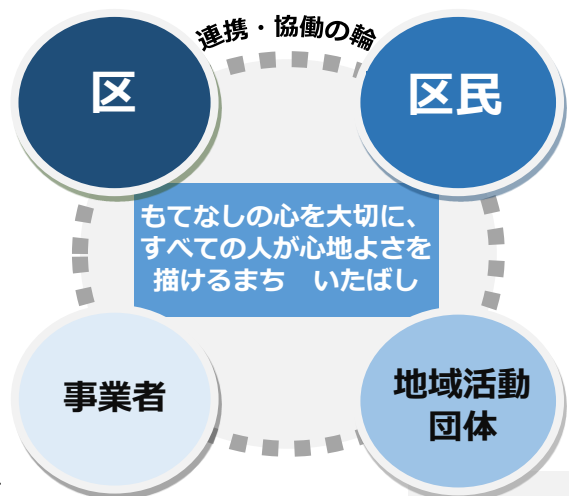 連携・協働の輪
区
区民
もてなしの心を大切に、
すべての人が心地よさを
描けるまち　いたばし
事業者
地域活動
団体